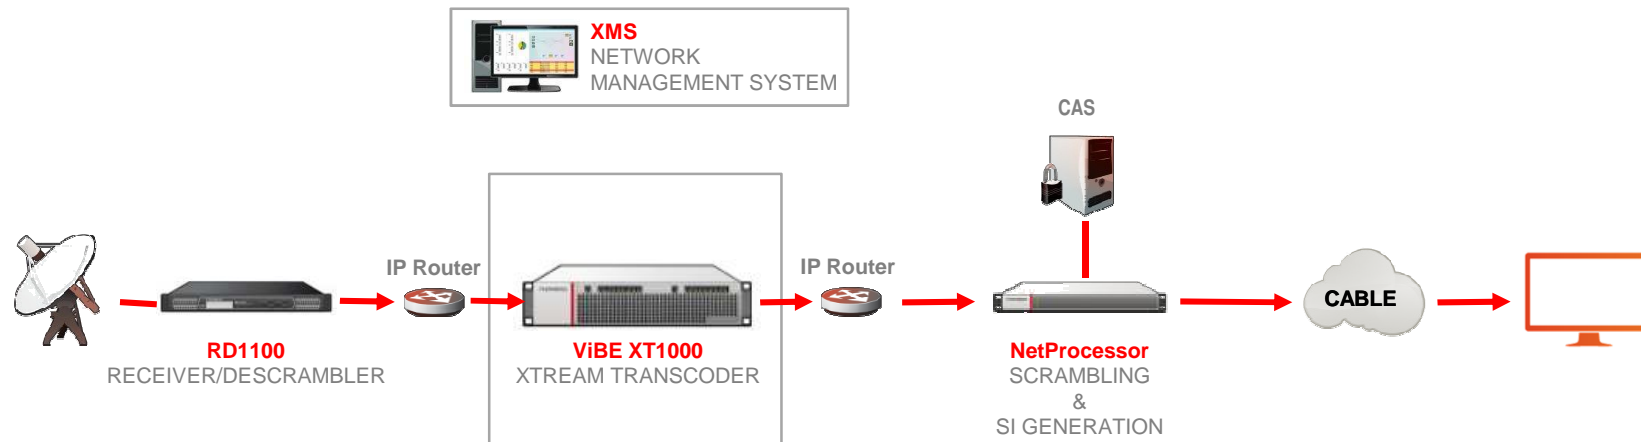 XMS
NETWORK
MANAGEMENT SYSTEM
CAS
IP Router
IP Router
CABLE
RD1100
RECEIVER/DESCRAMBLER
ViBE XT1000
XTREAM TRANSCODER
NetProcessor
SCRAMBLING
&
SI GENERATION